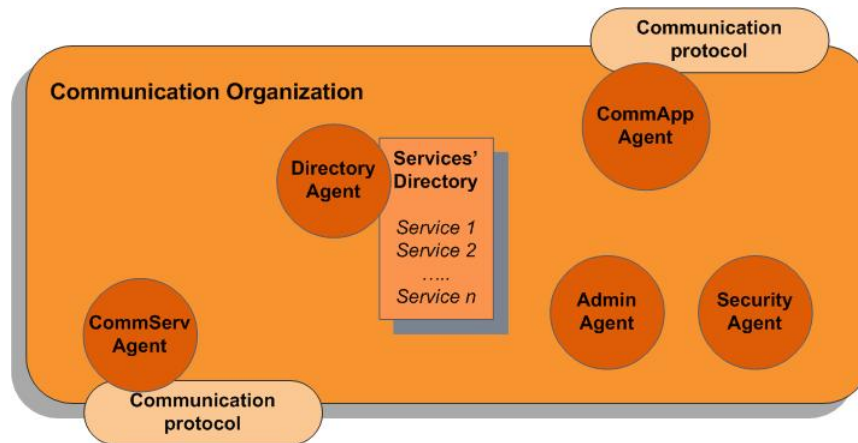 Communication
protocol
Communication Organization
CommApp
Agent
Directory
Agent
Services'
Directory
Service 1
Service 2
.....
Service n
CommServ
Agent
Admin
Agent
Security
Agent
Communication
protocol